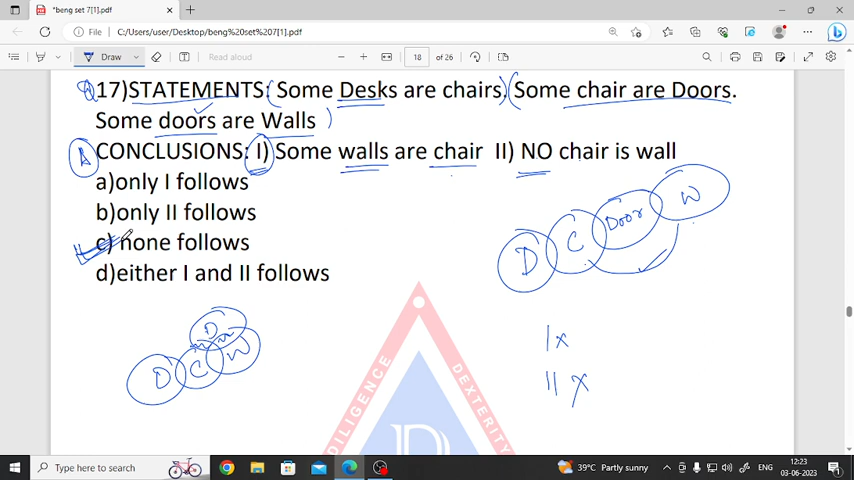 *beng set 7[1].pdf
File
C:/Users/user/Desktop/beng%20set%207[1].pdf
Draw
Read aloud
18 of 26
Q 17)STATEMENTS: Some Desks are chairs. Some chair are Doors.
Some doors are Walls
A CONCLUSIONS: I) Some walls are chair II) NO chair is wall
a)only I follows
b)only II follows
c) none follows
d)either I and II follows
D C Door W
D
D C W
I x
II x
DILIGENCE
DEXTERITY
D
Type here to search
39°C Partly sunny
ENG
12:23
03-06-2023